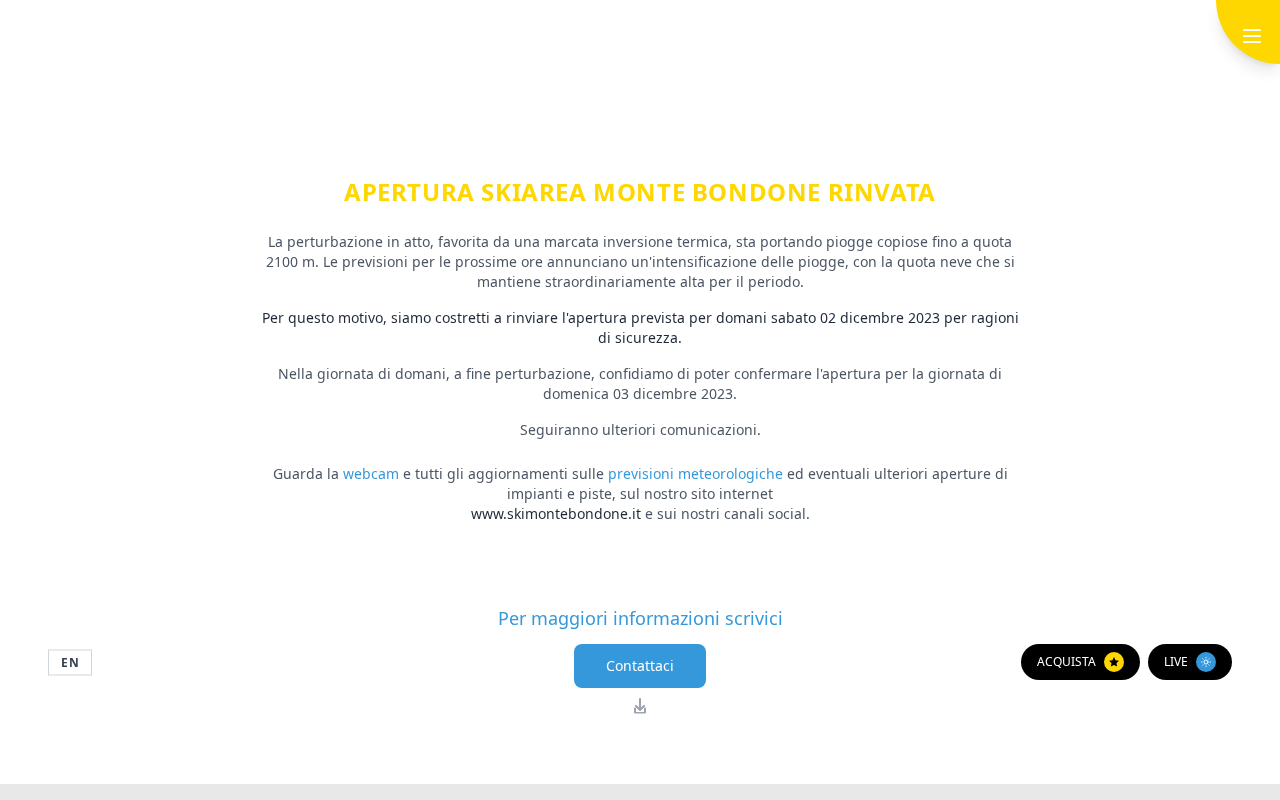 APERTURA SKIAREA MONTE BONDONE RINVATA
La perturbazione in atto, favorita da una marcata inversione termica, sta portando piogge copiose fino a quota
2100 m. Le previsioni per le prossime ore annunciano un'intensificazione delle piogge, con la quota neve che si
mantiene straordinariamente alta per il periodo.
Per questo motivo, siamo costretti a rinviare l'apertura prevista per domani sabato 02 dicembre 2023 per ragioni
di sicurezza.
Nella giornata di domani, a fine perturbazione, confidiamo di poter confermare l'apertura per la giornata di
domenica 03 dicembre 2023.
Seguiranno ulteriori comunicazioni.
Guarda la webcam e tutti gli aggiornamenti sulle previsioni meteorologiche ed eventuali ulteriori aperture di
impianti e piste, sul nostro sito internet
www.skimontebondone.it e sui nostri canali social.
Per maggiori informazioni scrivici
EN
Contattaci
ACQUISTA
LIVE